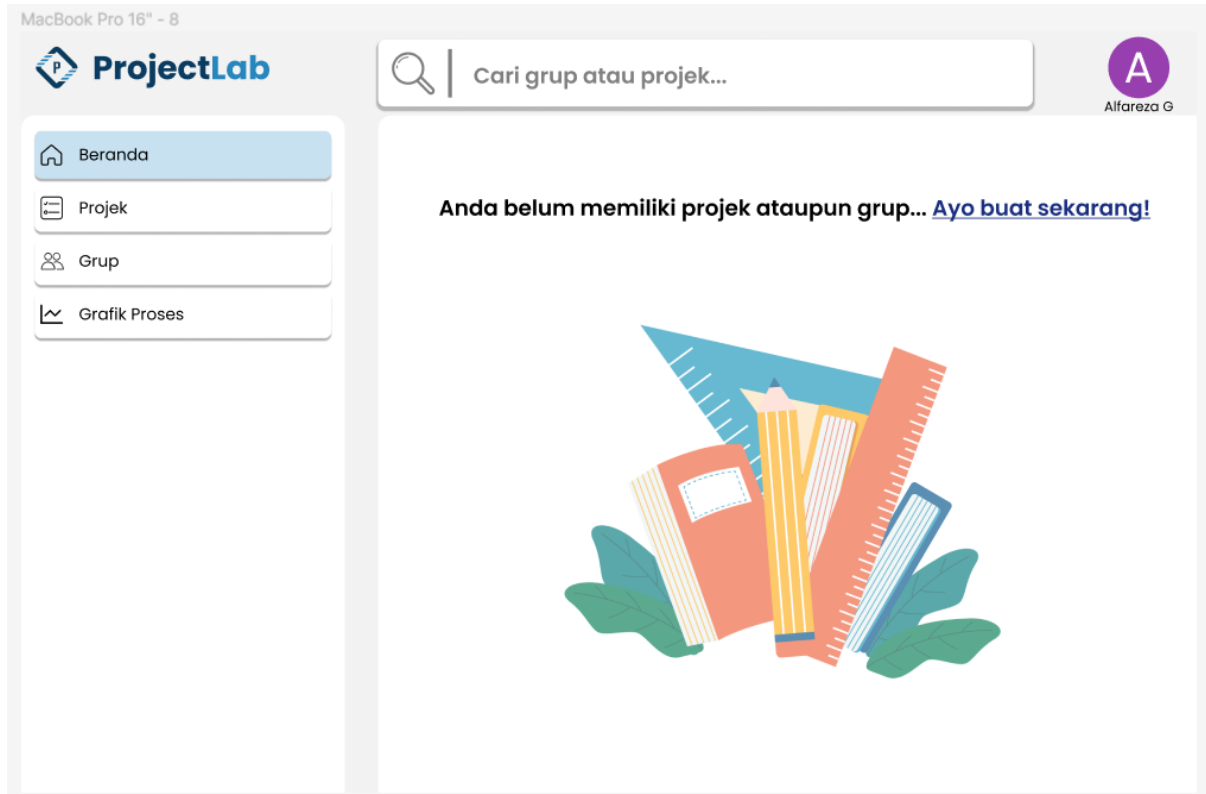 MacBook Pro 16" - 8
P
ProjectLab
Cari grup atau projek...
A
Alfareza G
Beranda
Projek
Grup
Grafik Proses
Anda belum memiliki projek ataupun grup... Ayo buat sekarang!